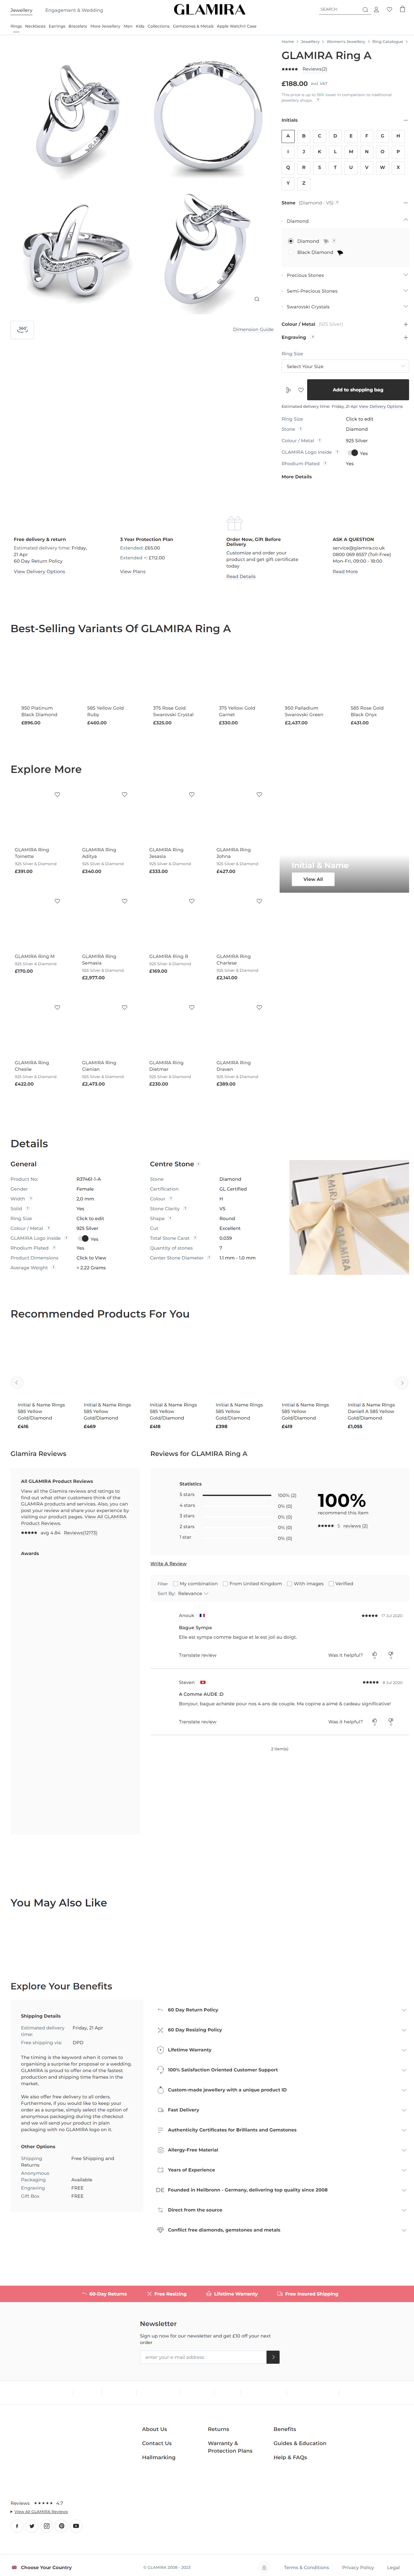 Jewellery Engagement & Wedding
GLAMIRA
SEARCH
Rings Necklaces Earrings Bracelets More Jewellery Men Kids Collections Gemstones & Metals Apple Watch® Case
Home > Jewellery > Women's Jewellery > Ring Catalogue >
GLAMIRA Ring A
Reviews(2)
£188.00 incl. VAT
This price is up to 55% lower in comparison to traditional
jewellery shops. ?
Initials
A B C D E F G H
I J K L M N O P
Q R S T U V W X
Y Z
Stone (Diamond - VS)
Diamond
Diamond
Black Diamond
Precious Stones
Semi-Precious Stones
Swarovski Crystals
Colour / Metal (925 Silver)
Engraving
360°
Dimension Guide
Ring Size
Select Your Size
Add to shopping bag
Estimated delivery time: Friday, 21 Apr View Delivery Options
Ring Size Click to edit
Stone ? Diamond
Colour / Metal ? 925 Silver
GLAMIRA Logo Inside ? Yes
Rhodium Plated ? Yes
More Details
Free delivery & return
Estimated delivery time: Friday,
21 Apr
60 Day Return Policy
View Delivery Options
3 Year Protection Plan
Extended: £65.00
Extended +: £112.00
View Plans
Order Now, Gift Before
Delivery
Customize and order your
product and get gift certificate
today
Read Details
ASK A QUESTION
service@glamira.co.uk
0800 069 8557 (Toll-Free)
Mon-Fri, 09:00 - 18:00
Read More
Best-Selling Variants Of GLAMIRA Ring A
950 Platinum
Black Diamond
£896.00
585 Yellow Gold
Ruby
£460.00
375 Rose Gold
Swarovski Crystal
£325.00
375 Yellow Gold
Garnet
£330.00
950 Palladium
Swarovski Green
£2,437.00
585 Rose Gold
Black Onyx
£431.00
Explore More
GLAMIRA Ring
Toinette
925 Silver & Diamond
£391.00
GLAMIRA Ring
Aditya
925 Silver & Diamond
£340.00
GLAMIRA Ring
Jesasia
925 Silver & Diamond
£333.00
GLAMIRA Ring
Johna
925 Silver & Diamond
£427.00
Initial & Name
View All
GLAMIRA Ring M
925 Silver & Diamond
£170.00
GLAMIRA Ring
Semasia
925 Silver & Diamond
£2,977.00
GLAMIRA Ring R
925 Silver & Diamond
£169.00
GLAMIRA Ring
Charlese
925 Silver & Diamond
£2,141.00
GLAMIRA Ring
925 Silver & Diamond
£422.00
GLAMIRA Ring
Cienian
925 Silver & Diamond
£2,473.00
GLAMIRA Ring
Dietmar
925 Silver & Diamond
£230.00
GLAMIRA Ring
Draven
925 Silver & Diamond
£389.00
Details
General
Product No: R37461-1-A
Gender Female
Width ? 2,0 mm
Solid ? Yes
Ring Size Click to edit
Colour / Metal ? 925 Silver
GLAMIRA Logo Inside ? Yes
Rhodium Plated ? Yes
Product Dimensions Click to View
Average Weight ? ≈ 2.22 Grams
Centre Stone ?
Stone Diamond
Certification GL Certified
Colour ? H
Stone Clarity ? VS
Shape ? Round
Cut Excellent
Total Stone Carat ? 0.039
Quantity of stones 7
Center Stone Diameter ? 1.1 mm - 1.0 mm
Recommended Products For You
Initial & Name Rings
585 Yellow
Gold/Diamond
£416
Initial & Name Rings
585 Yellow
Gold/Diamond
£469
Initial & Name Rings
585 Yellow
Gold/Diamond
£418
Initial & Name Rings
585 Yellow
Gold/Diamond
£398
Initial & Name Rings
585 Yellow
Gold/Diamond
£419
Initial & Name Rings
Daniell A 585 Yellow
Gold/Diamond
£1,055
Glamira Reviews
All GLAMIRA Product Reviews
View all the Glamira reviews and ratings to
find out what other customers think of the
GLAMIRA products and services. Also, you can
post your review and share your experience by
visiting our product pages. View All GLAMIRA
Product Reviews.
avg 4.84 Reviews(12773)
Awards
Reviews for GLAMIRA Ring A
Statistics
5 stars 100% (2)
4 stars 0% (0)
3 stars 0% (0)
2 stars 0% (0)
1 star 0% (0)
100%
recommend this item
5 reviews (2)
Write A Review
Filter My combination From United Kingdom With images Verified
Sort By: Relevance
Anouk 17 Jul 2020
Bague Sympa
Elle est sympa comme bague et le est joli au doigt.
Translate review Was it helpful?
Steven 8 Jul 2020
A Comme AUDE :D
Bonjour, bague achetée pour nos 4 ans de couple. Ma copine a aimé & cadeau significative!
Translate review Was it helpful?
2 Item(s)
You May Also Like
Explore Your Benefits
Shipping Details
Estimated delivery
time: Friday, 21 Apr
Free shipping via: DPD
The timing is the keyword when it comes to
organising a surprise for proposal or a wedding.
GLAMIRA is proud to offer one of the fastest
production and shipping time frames in the
market.
We also offer free delivery to all orders.
Furthermore, if you would like to keep your
order as a surprise, simply select the option of
anonymous packaging during the checkout
and we will send your product in plain
packaging with no GLAMIRA logo on it.
Other Options
Shipping Free Shipping and
Returns
Anonymous
Packaging Available
Engraving FREE
Gift Box FREE
60 Day Return Policy
60 Day Resizing Policy
Lifetime Warranty
100% Satisfaction Oriented Customer Support
Custom-made jewellery with a unique product ID
Fast Delivery
Authenticity Certificates for Brilliants and Gemstones
Allergy-Free Material
Years of Experience
DE Founded in Heilbronn - Germany, delivering top quality since 2008
Direct from the source
Conflict free diamonds, gemstones and metals
60-Day Returns Free Resizing Lifetime Warranty Free Insured Shipping
Newsletter
Sign up now for our newsletter and get £10 off your next
order
enter your e-mail address
About Us Returns Benefits
Contact Us Warranty & Guides & Education
Protection Plans
Hallmarking Help & FAQs
Reviews 4.7
View All GLAMIRA Reviews
Choose Your Country
© GLAMIRA 2008 - 2023
Terms & Conditions Privacy Policy Legal